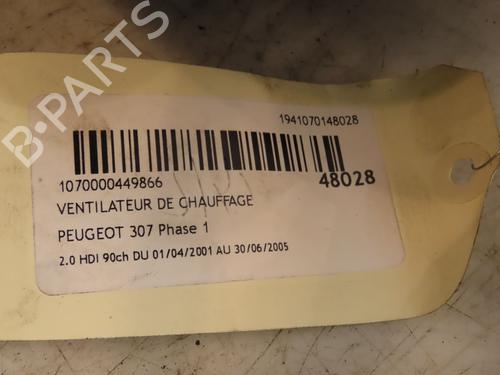 B-PARTS
1941070148028
1070000449866
48028
VENTILATEUR DE CHAUFFAGE
PEUGEOT 307 Phase 1
2.0 HDI 90ch DU 01/04/2001 AU 30/06/2005